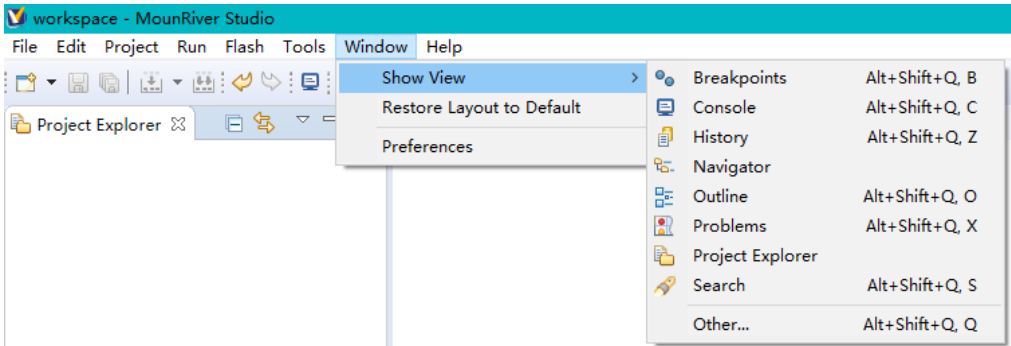 workspace - MounRiver Studio
File Edit Project Run Flash Tools Window Help
Project Explorer
Show View
Restore Layout to Default
Preferences
Breakpoints Alt+Shift+Q, B
Console Alt+Shift+Q, C
History Alt+Shift+Q, Z
Navigator
Outline Alt+Shift+Q, O
Problems Alt+Shift+Q, X
Project Explorer
Search Alt+Shift+Q, S
Other... Alt+Shift+Q, Q